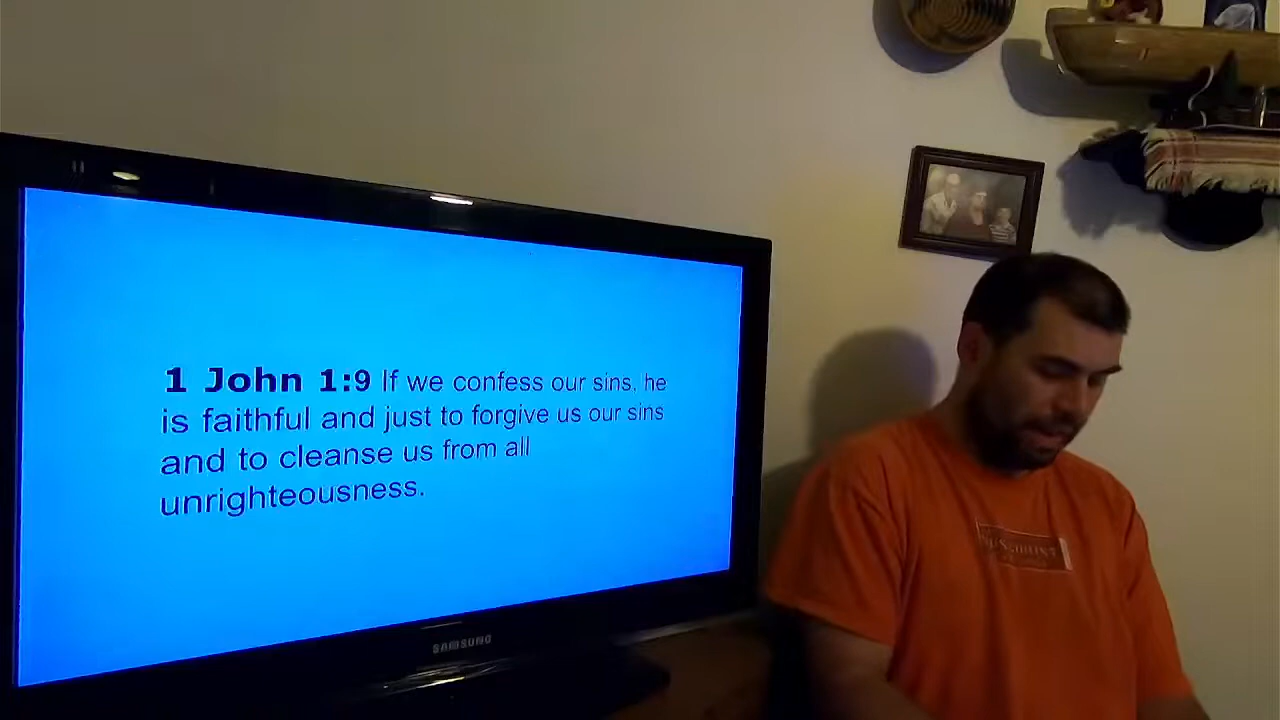 1 John 1:9 If we confess our sins, he
is faithful and just to forgive us our sins
and to cleanse us from all
unrighteousness.
SAMSUNG